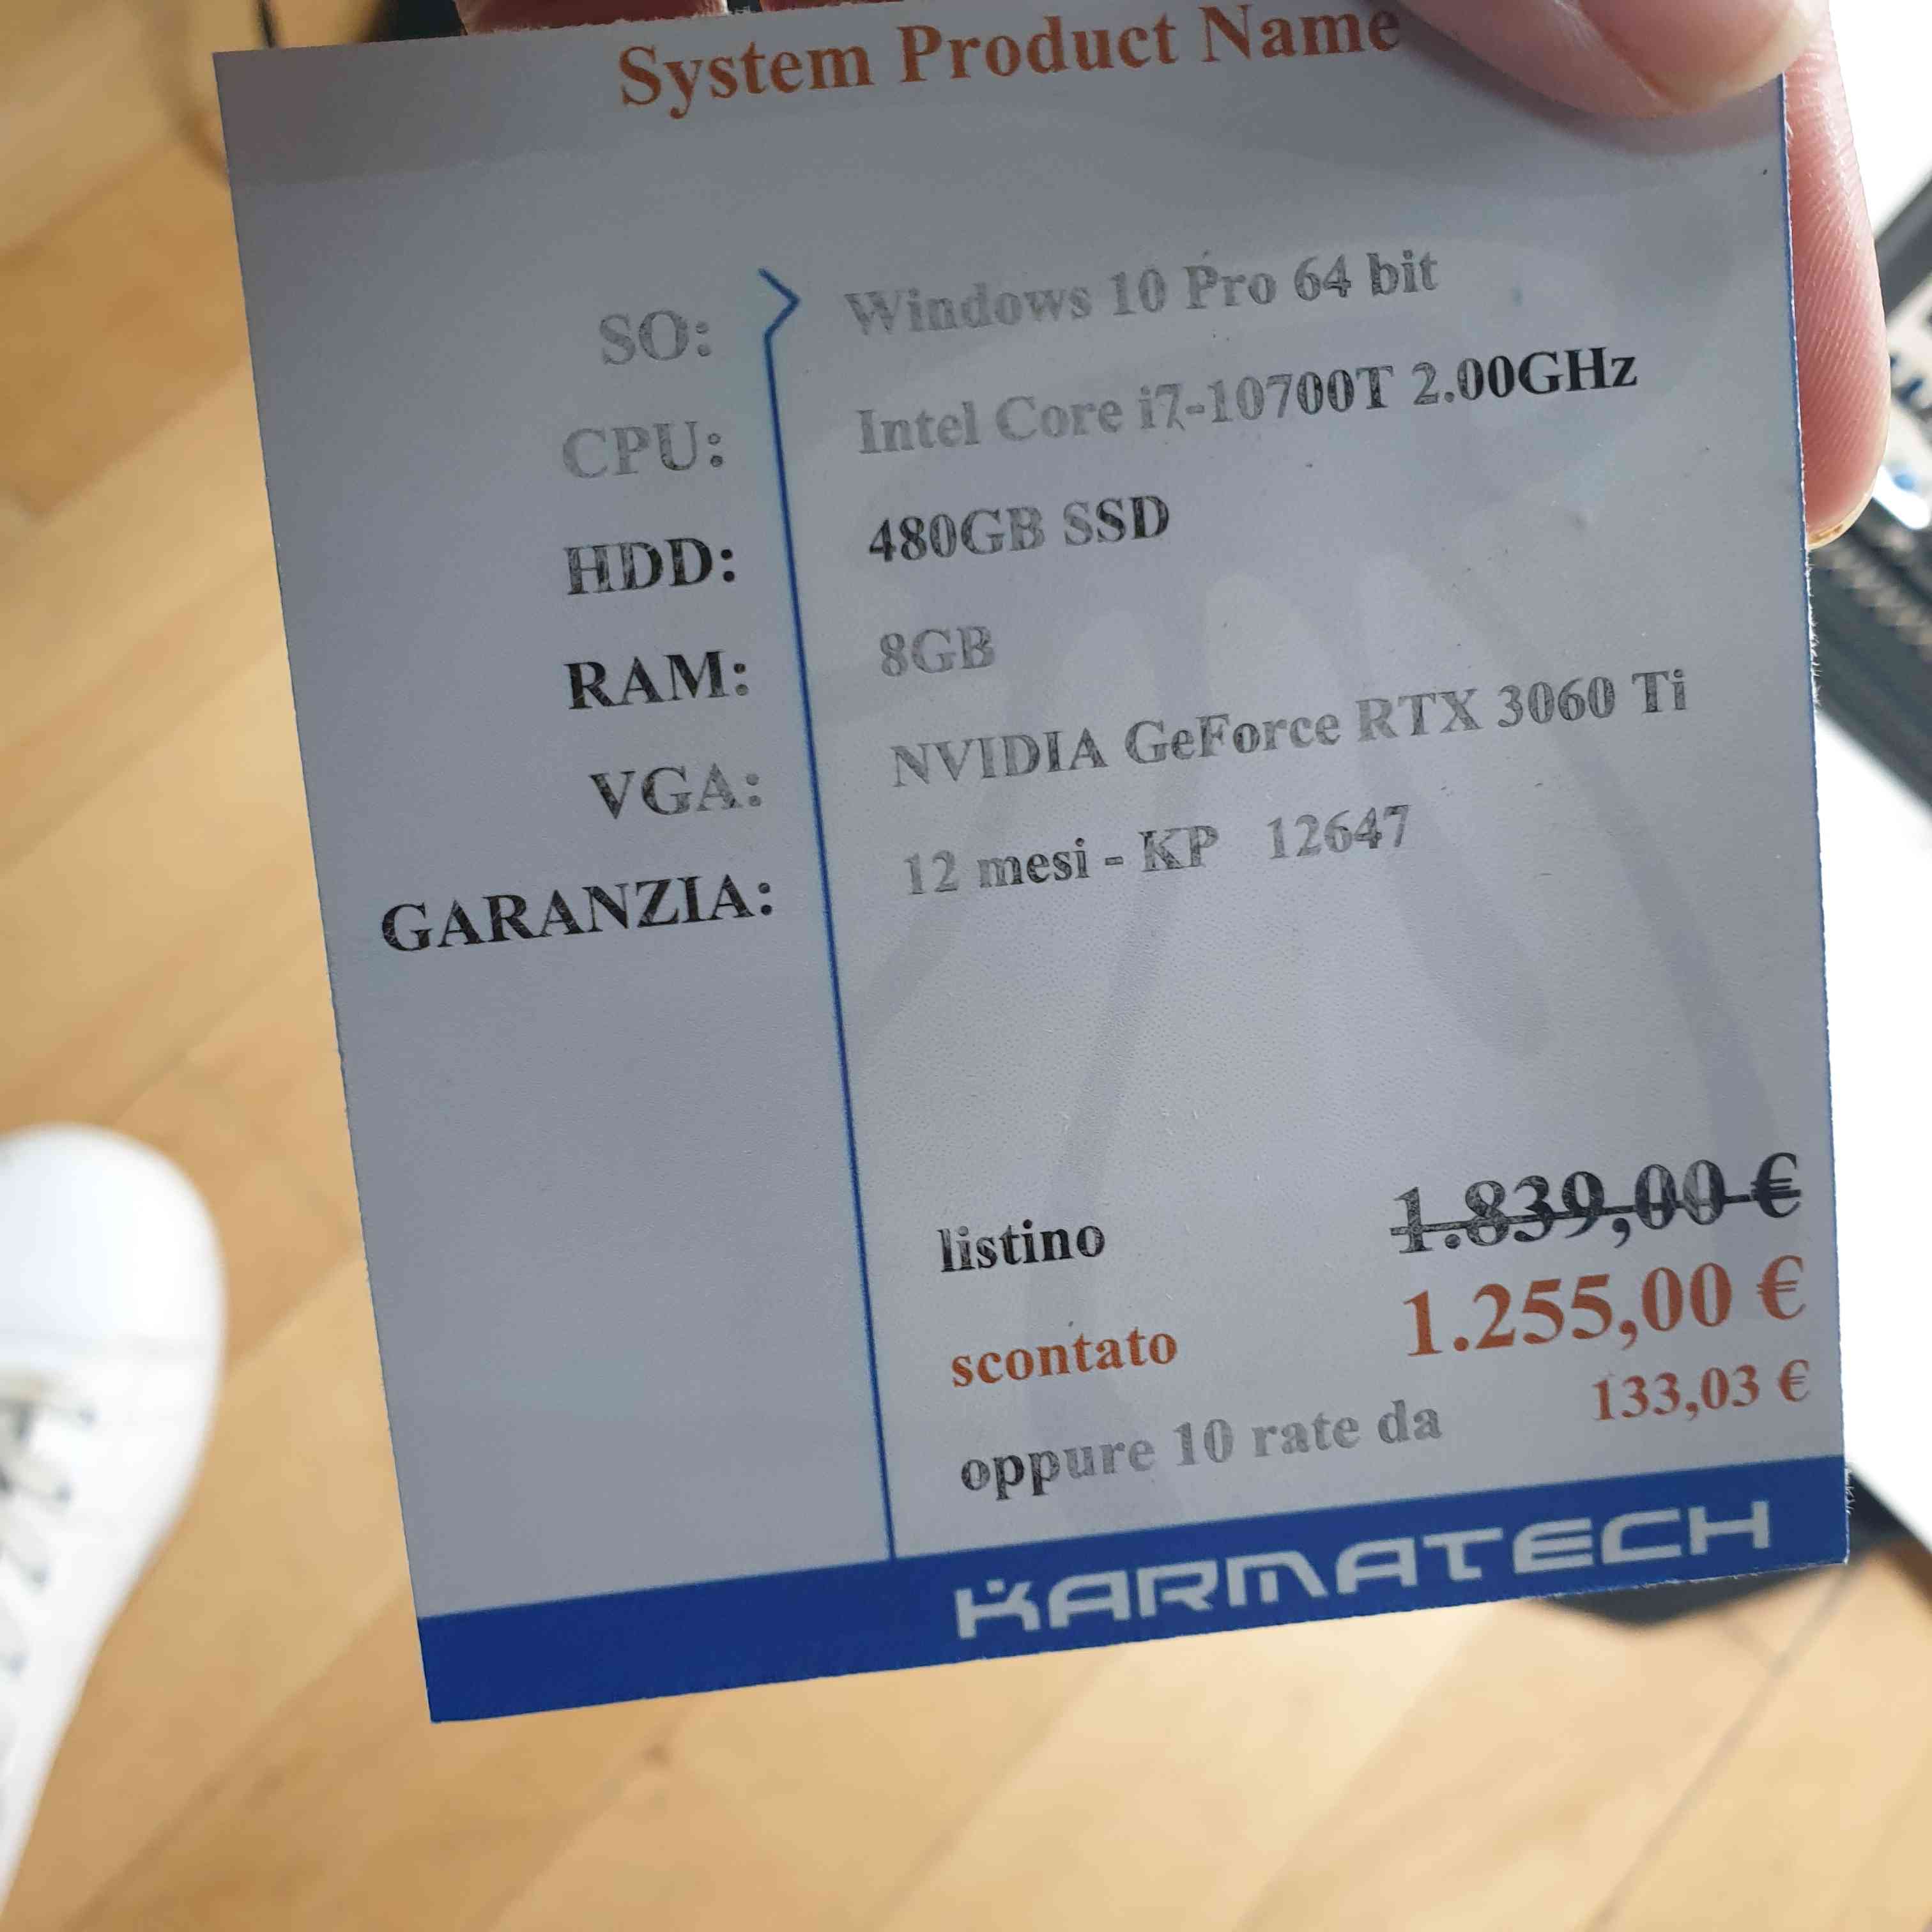 System Product Name
SO: Windows 10 Pro 64 bit
CPU: Intel Core i7-10700T 2.00GHz
HDD: 480GB SSD
RAM: 8GB
VGA: NVIDIA GeForce RTX 3060 Ti
GARANZIA: 12 mesi - KP 12647
listino 1.839,00 €
scontato 1.255,00 €
oppure 10 rate da 133,03 €
KARMATECH